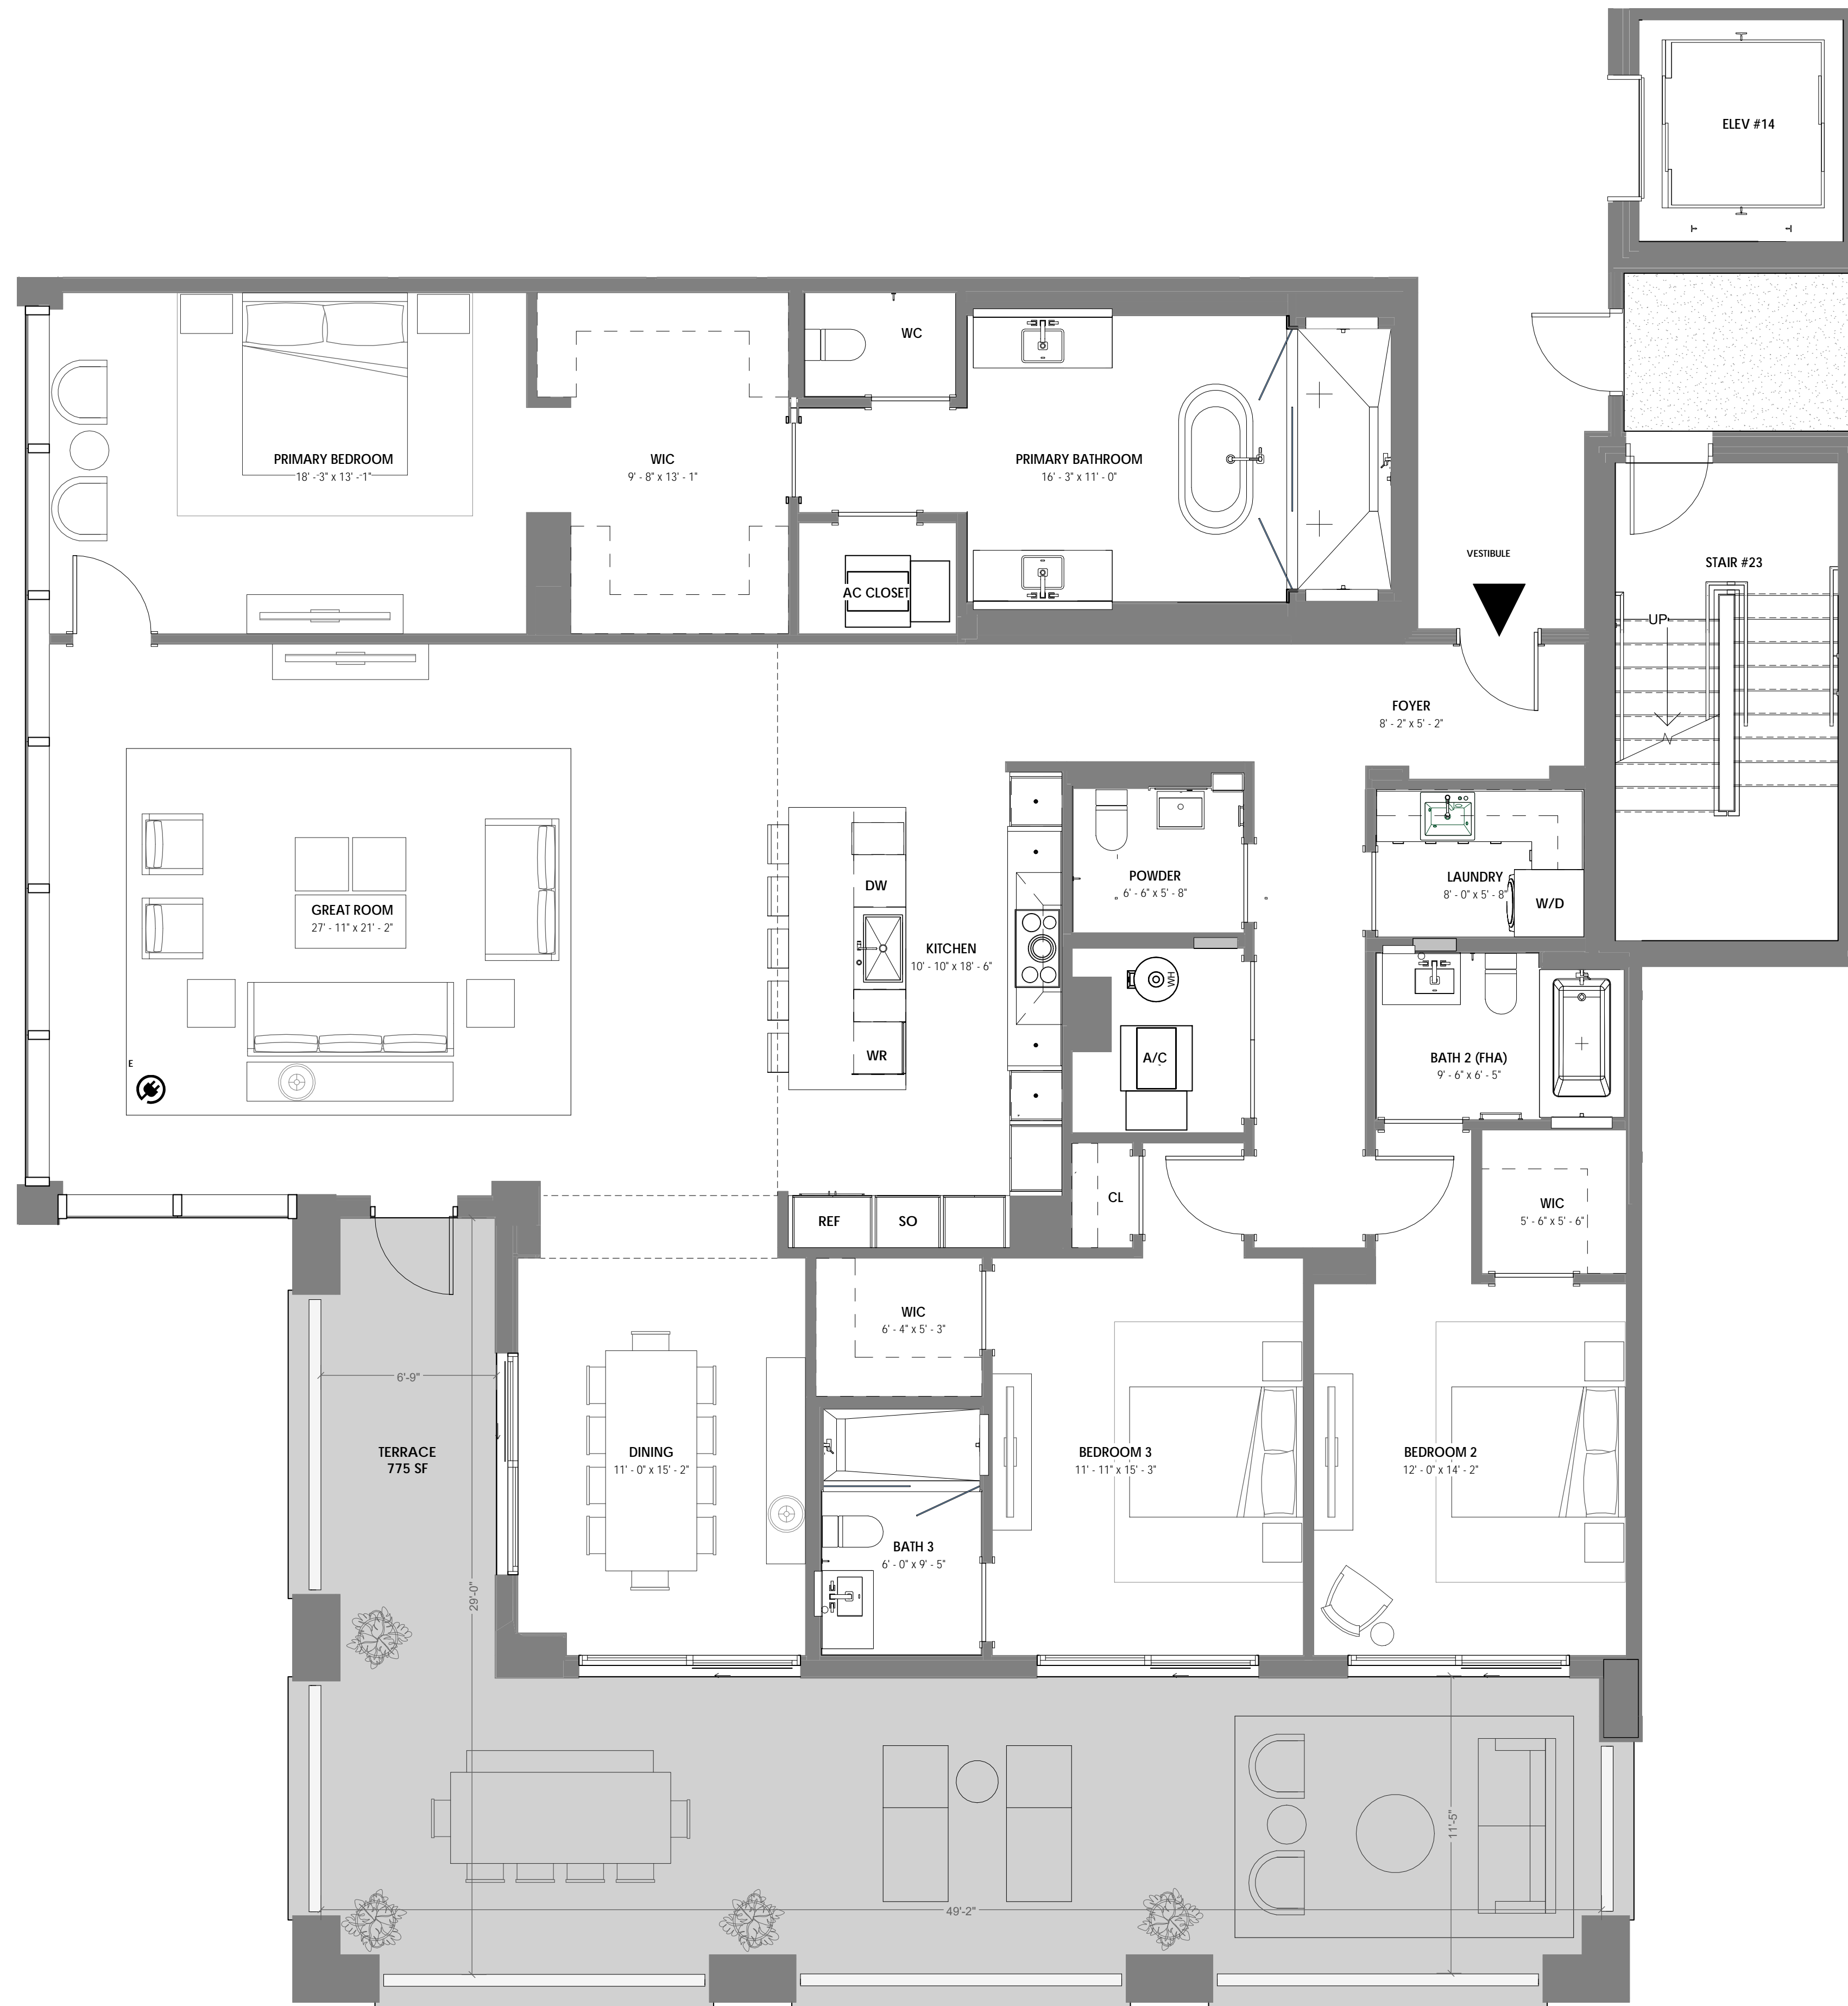 ELEV #14
WC
PRIMARY BEDROOM
18' -3" x 13' -1"
WIC
9' - 8" x 13' - 1"
PRIMARY BATHROOM
16' - 3" x 11' - 0"
VESTIBULE
STAIR #23
AC CLOSET
UP
FOYER
8' - 2" x 5' - 2"
GREAT ROOM
27' - 11" x 21' - 2"
DW
KITCHEN
10' - 10" x 18' - 6"
WR
POWDER
6' - 6" x 5' - 8"
LAUNDRY
8' - 0" x 5' - 8"
W/D
WH
A/C
BATH 2 (FHA)
9' - 6" x 6' - 5"
E
CL
WIC
5' - 6" x 5' - 6"
REF
SO
WIC
6' - 4" x 5' - 3"
6'-9"
TERRACE
775 SF
DINING
11' - 0" x 15' - 2"
BEDROOM 3
11' - 11" x 15' - 3"
BEDROOM 2
12' - 0" x 14' - 2"
BATH 3
6' - 0" x 9' - 5"
29'-0"
11'-5"
49'-2"